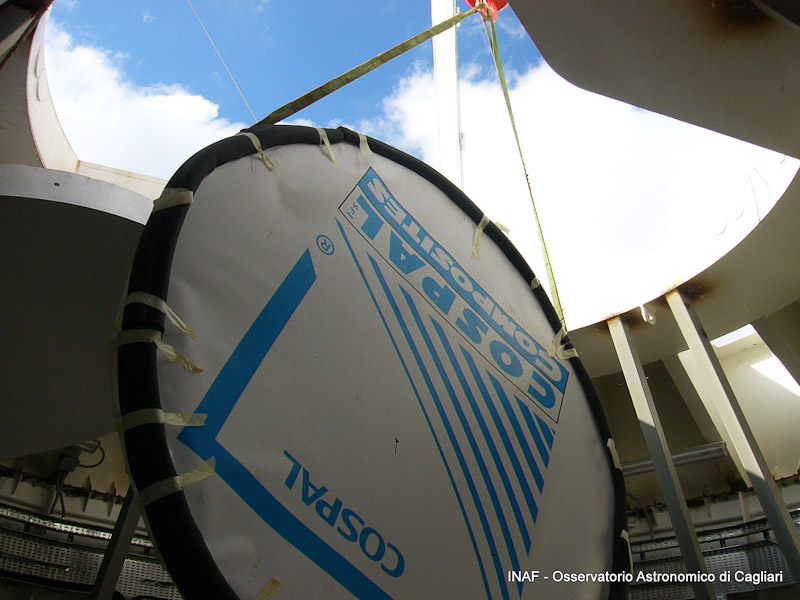 COSPAL srl
COMPOSITES
®
COSPAL
INAF - Osservatorio Astronomico di Cagliari